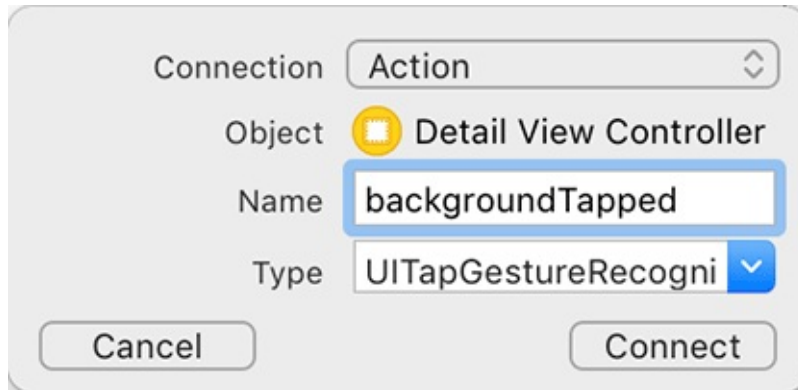 Connection Action
Object Detail View Controller
Name backgroundTapped
Type UITapGestureRecogni
Cancel Connect